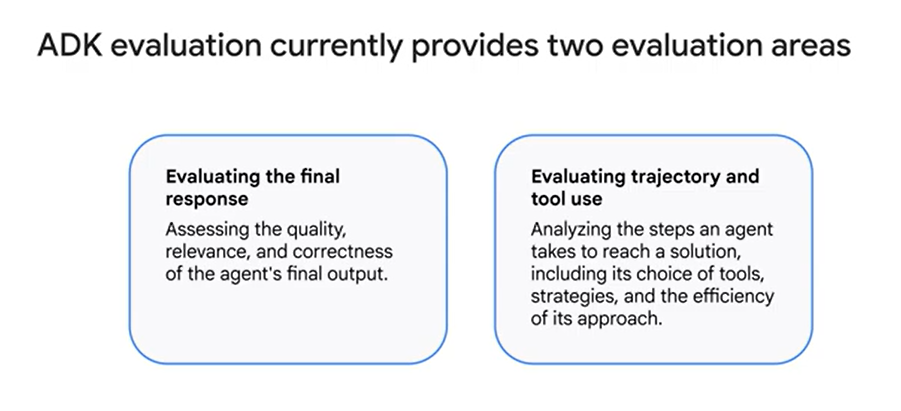 ADK evaluation currently provides two evaluation areas
Evaluating the final
response
Assessing the quality,
relevance, and correctness
of the agent's final output.
Evaluating trajectory and
tool use
Analyzing the steps an agent
takes to reach a solution,
including its choice of tools,
strategies, and the efficiency
of its approach.